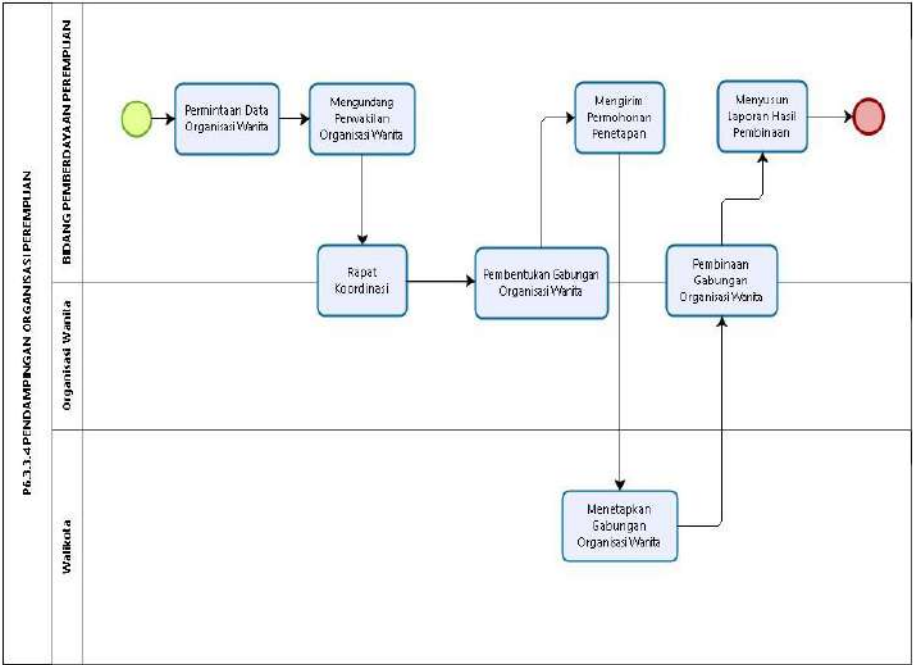 P6.3.3.4 PENDAMPINGAN ORGANISASI PEREMPUAN
BIDANG PEMBERDAYAAN PEREMPUAN
Permintaan Data
Organisasi Wanita
Mengundang
Perwakilan
Organisasi Wanita
Mengirim
Permohonan
Penetapan
Menyusun
Laporan Hasil
Pembinaan
Rapat
Koordinasi
Pembentukan Gabungan
Organisasi Wanita
Pembinaan
Gabungan
Organisasi Wanita
Organisasi Wanita
Walikota
Menetapkan
Gabungan
Organisasi Wanita